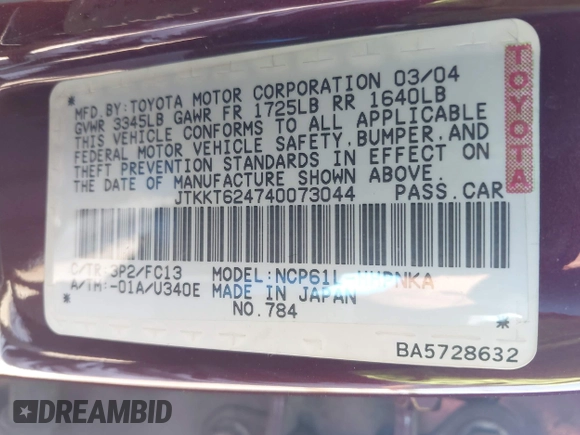 MFD.BY:TOYOTA MOTOR CORPORATION 03/04
GVWR 3345LB GAWR FR 1725LB RR 1640LB
THIS VEHICLE CONFORMS TO ALL APPLICABLE
FEDERAL MOTOR VEHICLE SAFETY,BUMPER,AND
THEFT PREVENTION STANDARDS IN EFFECT ON
THE DATE OF MANUFACTURE SHOWN ABOVE.
JTKKT624740073044 PASS.CAR
C/TR:3P2/FC13 MODEL:NCP61L
A/TM:-01A/U340E MADE IN JAPAN
NO.784
BA5728632
TOYOTA
DREAMBID